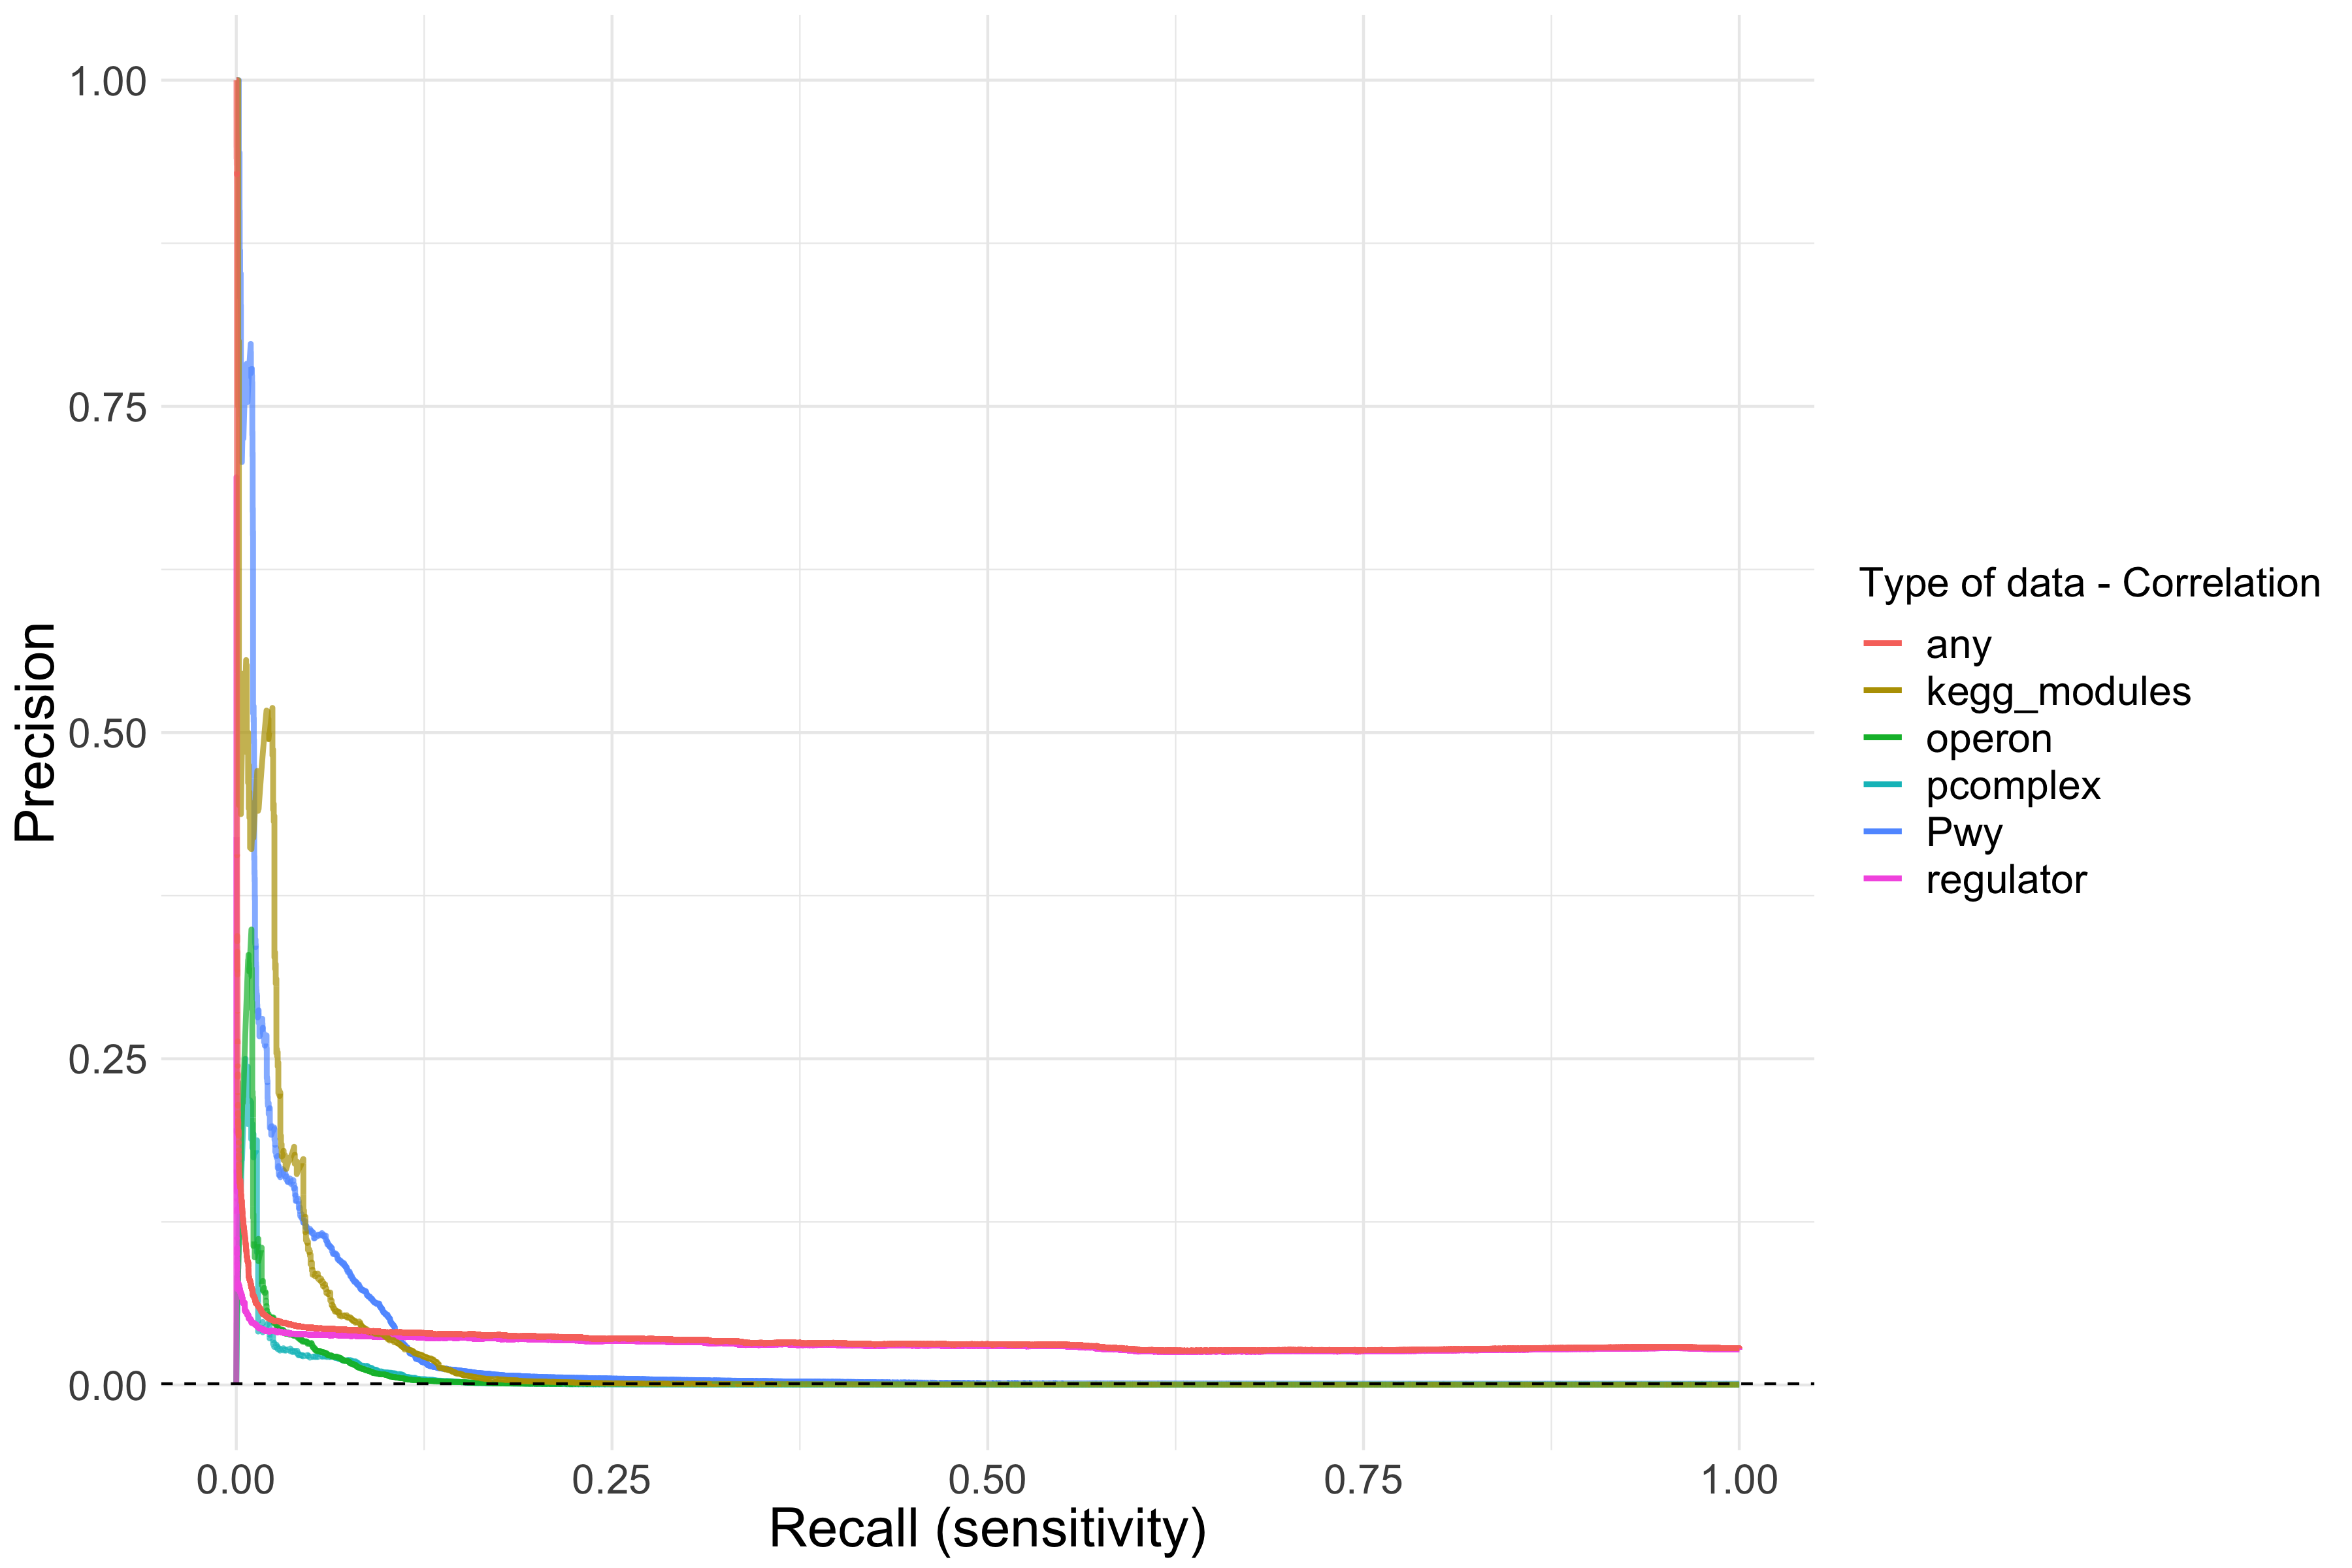 Precision
1.00
0.75
0.50
0.25
0.00
0.00
0.25
0.50
0.75
1.00
Recall (sensitivity)
Type of data - Correlation
any
kegg_modules
operon
pcomplex
Pwy
regulator